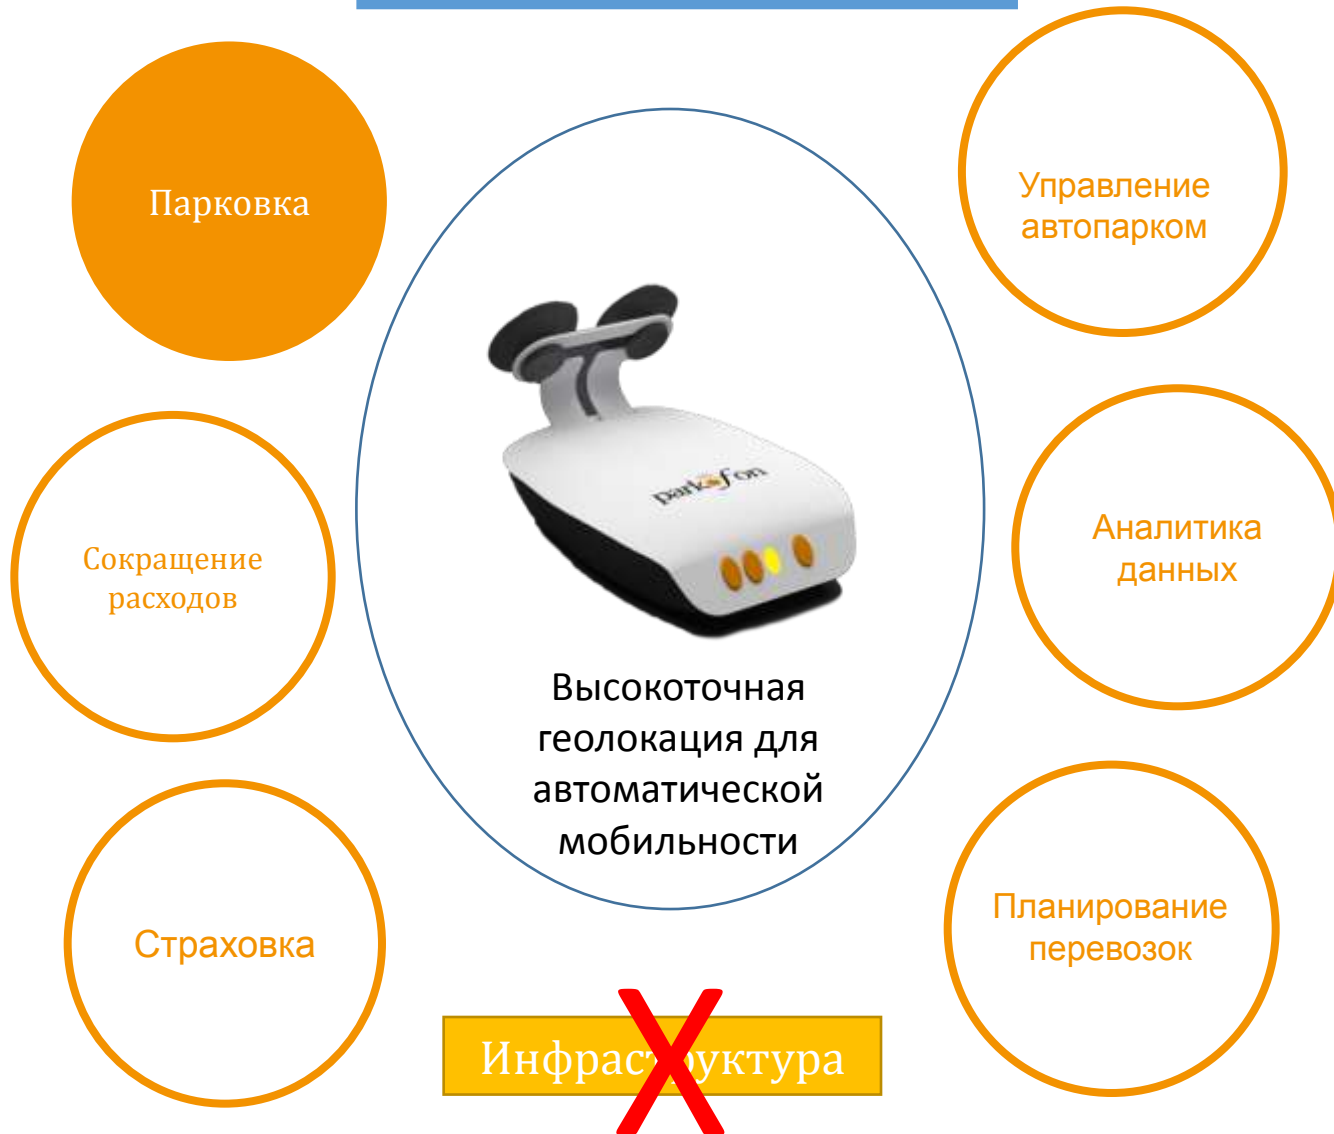 Парковка
Управление
автопарком
parkofon
Сокращение
расходов
Аналитика
данных
Высокоточная
геолокация для
автоматической
мобильности
Страховка
Планирование
перевозок
Инфраструктура
X